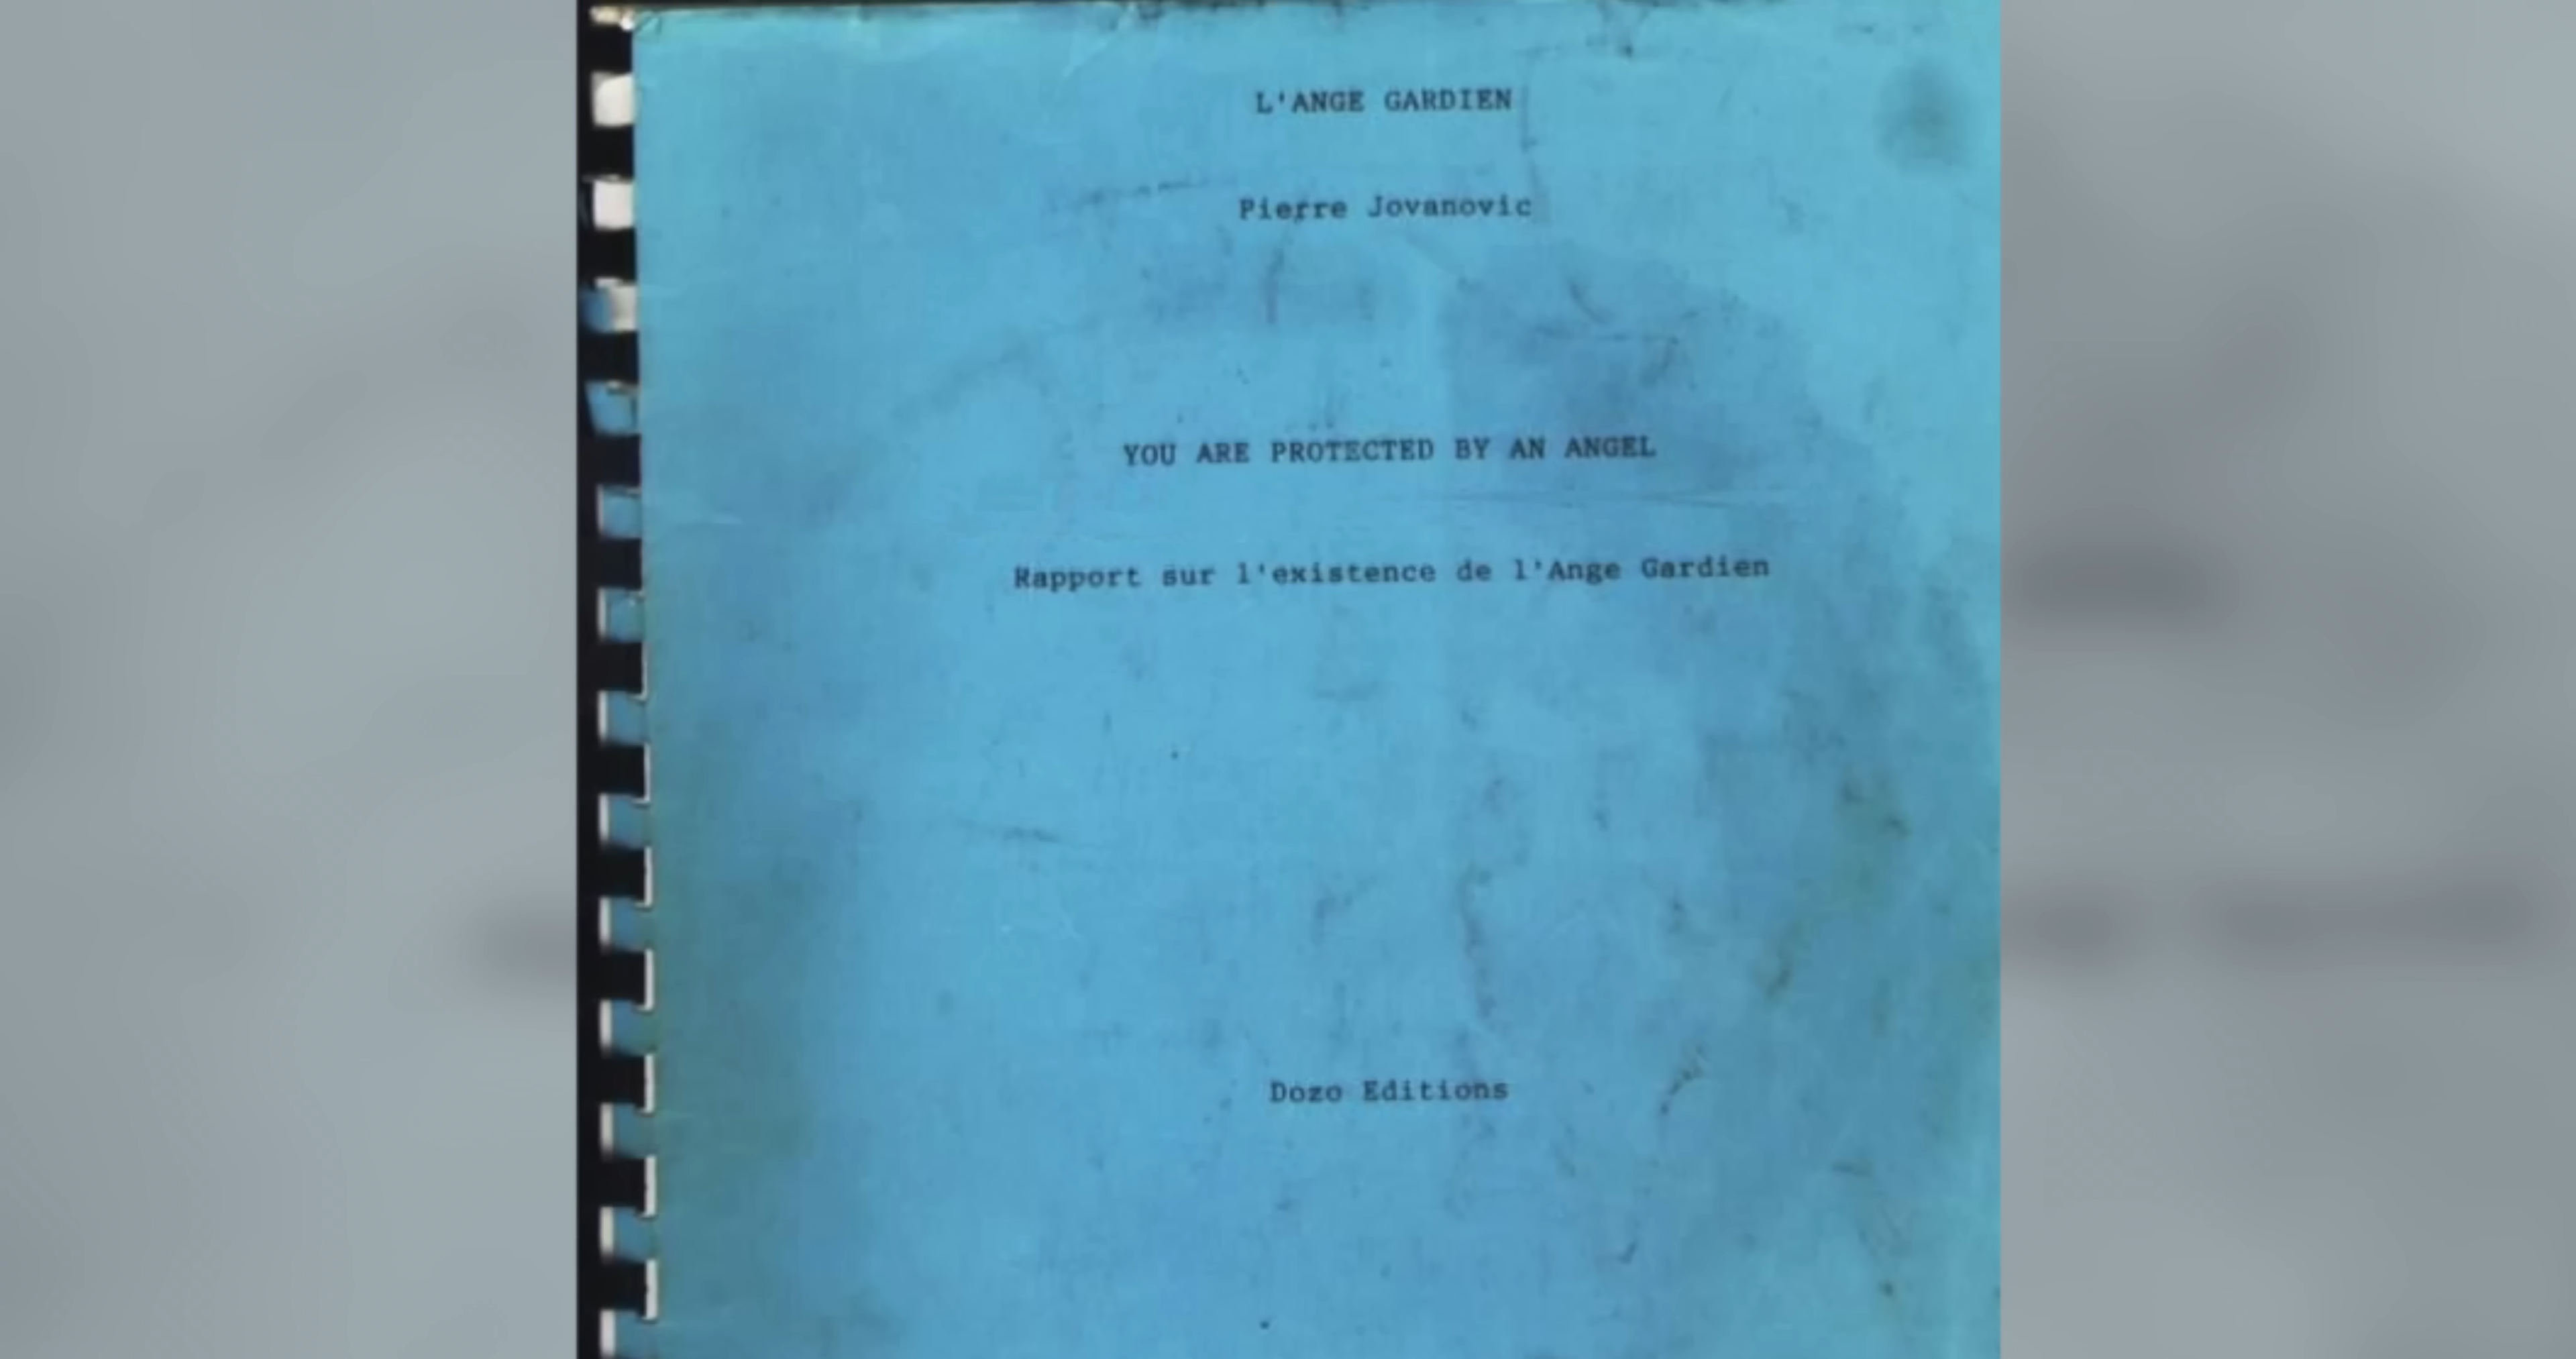 L'ANGE GARDIEN
Pierre Jovanovic
YOU ARE PROTECTED BY AN ANGEL
Rapport sur l'existence de l'Ange Gardien
Dozo Editions